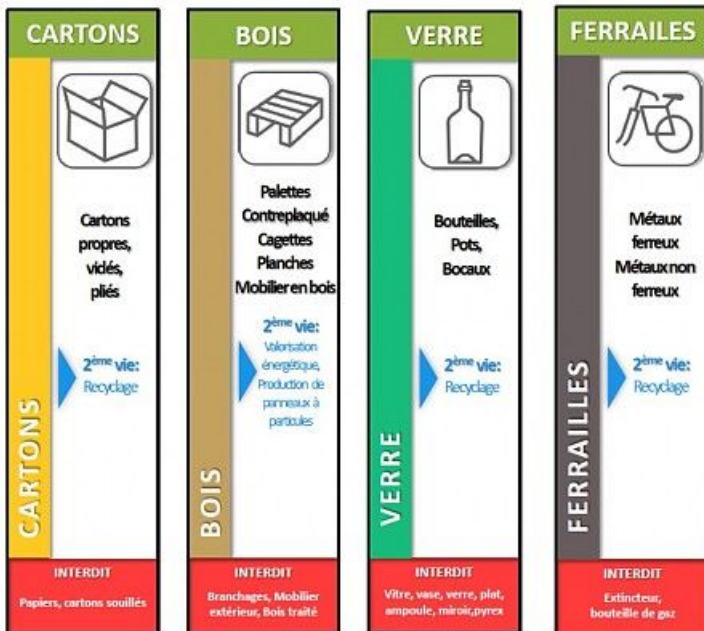 CARTONS
Cartons
propres,
vidés,
pliés
2ème vie:
Recyclage
CARTONS
INTERDIT
Papiers, cartons souillés
BOIS
Palettes
Contreplaqué
Cagettes
Planches
Mobilier en bois
2ème vie:
Valorisation
énergétique,
Production de
panneaux à
particules
BOIS
INTERDIT
Branchages, Mobilier
extérieur, Bois traité
VERRE
Bouteilles,
Pots,
Bocaux
2ème vie:
Recyclage
VERRE
INTERDIT
Vitre, vase, verre, plat,
ampoule, miroir,pyrex
FERRAILES
Métaux
ferreux
Métaux non
ferreux
2ème vie:
Recyclage
FERRAILLES
INTERDIT
Extincteur,
bouteille de gaz